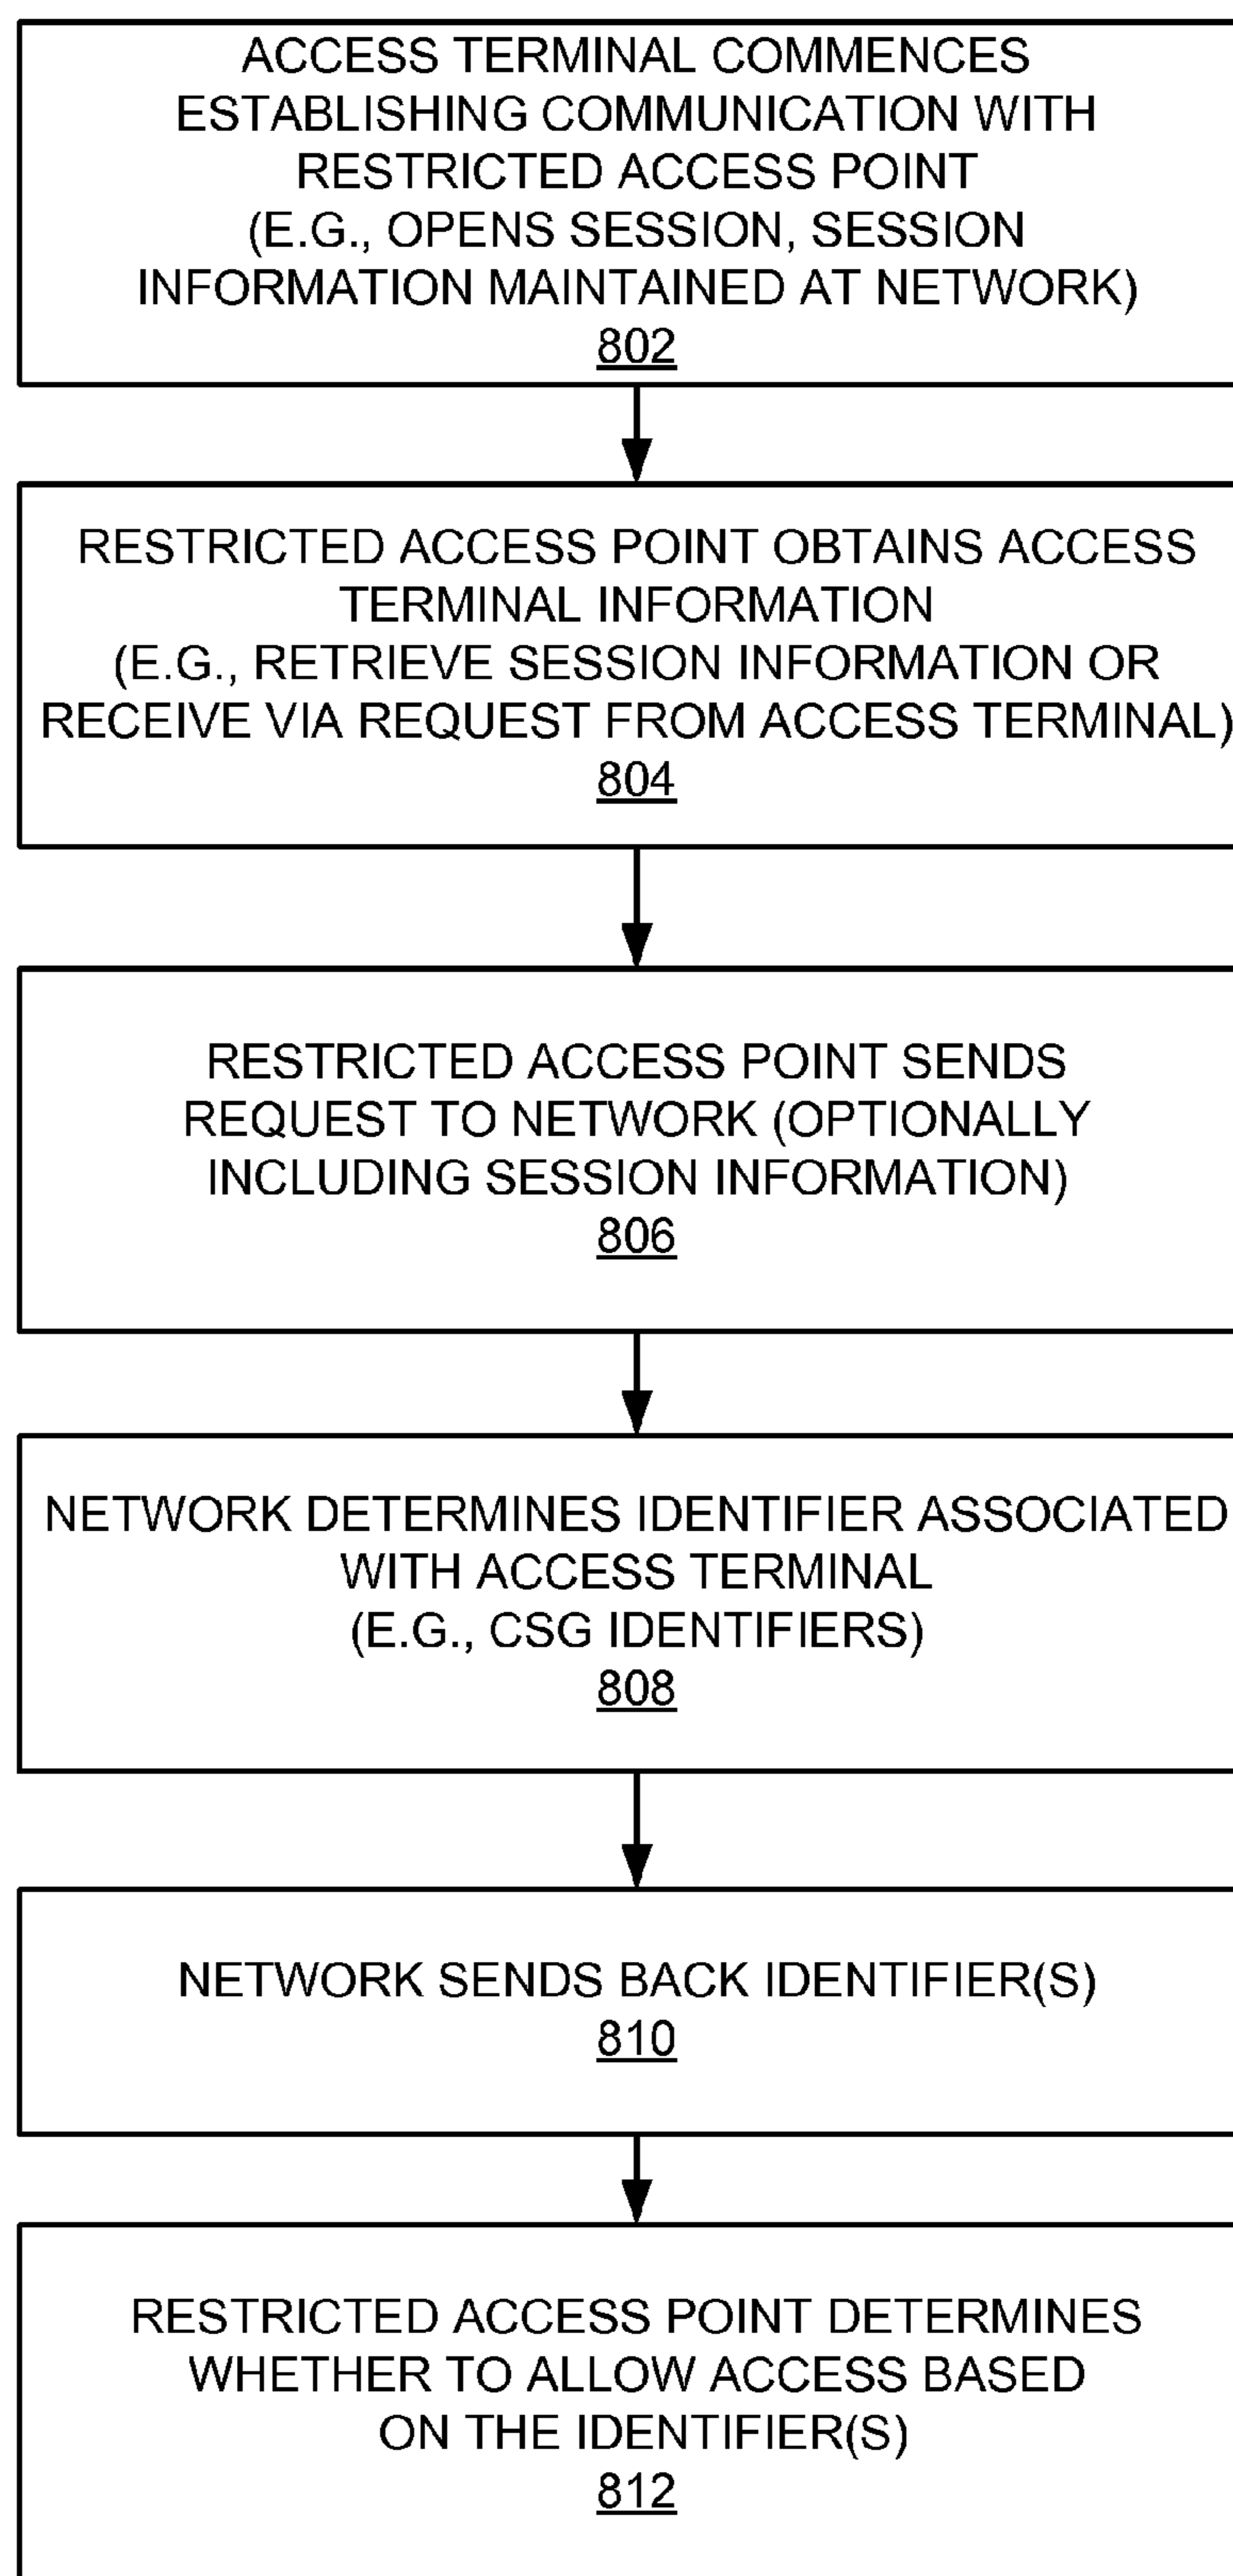 ACCESS TERMINAL COMMENCES
ESTABLISHING COMMUNICATION WITH
RESTRICTED ACCESS POINT
(E.G., OPENS SESSION, SESSION
INFORMATION MAINTAINED AT NETWORK)
802
RESTRICTED ACCESS POINT OBTAINS ACCESS
TERMINAL INFORMATION
(E.G., RETRIEVE SESSION INFORMATION OR
RECEIVE VIA REQUEST FROM ACCESS TERMINAL)
804
RESTRICTED ACCESS POINT SENDS
REQUEST TO NETWORK (OPTIONALLY
INCLUDING SESSION INFORMATION)
806
NETWORK DETERMINES IDENTIFIER ASSOCIATED
WITH ACCESS TERMINAL
(E.G., CSG IDENTIFIERS)
808
NETWORK SENDS BACK IDENTIFIER(S)
810
RESTRICTED ACCESS POINT DETERMINES
WHETHER TO ALLOW ACCESS BASED
ON THE IDENTIFIER(S)
812